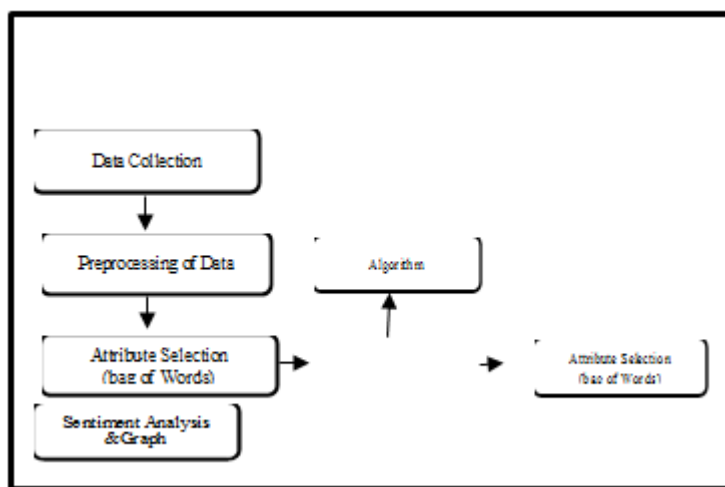 Data Collection
Preprocessing of Data
Algorithm
Attribute Selection
(bag of Words)
Attribute Selection
(bag of Words)
Sentiment Analysis
&Graph